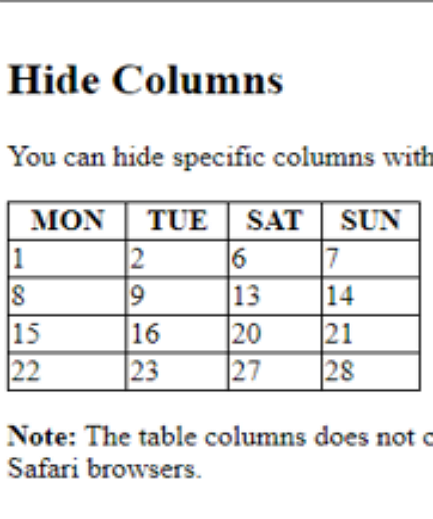 Hide Columns
You can hide specific columns with
MON TUE SAT SUN
1 2 6 7
8 9 13 14
15 16 20 21
22 23 27 28
Note: The table columns does not c
Safari browsers.